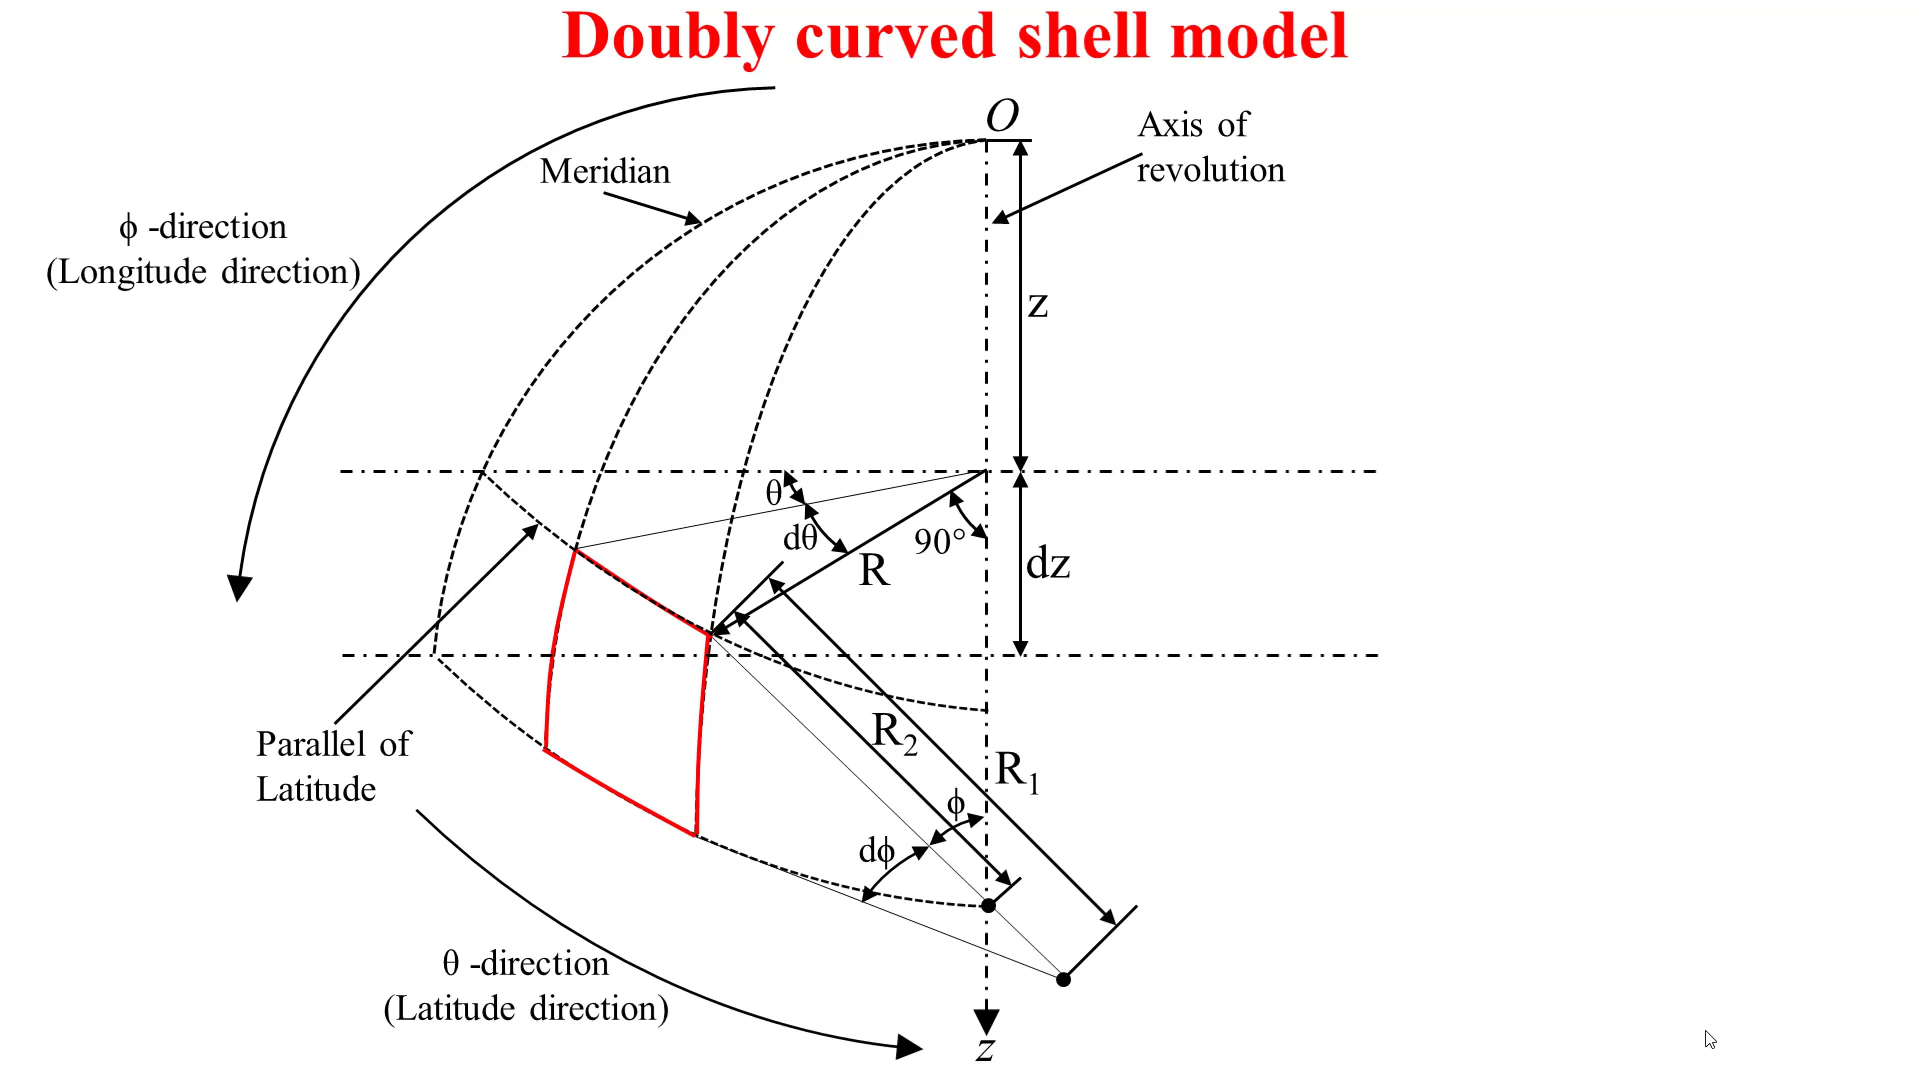 Doubly curved shell model
O
Axis of
revolution
Meridian
ϕ -direction
(Longitude direction)
z
θ
dθ
90°
R
dz
R₂
R₁
Parallel of
Latitude
ϕ
dϕ
θ -direction
(Latitude direction)
z